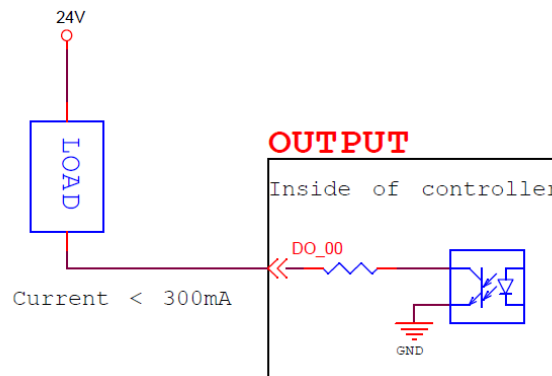 24V
LOAD
OUTPUT
Inside of controller
DO_00
Current < 300mA
GND